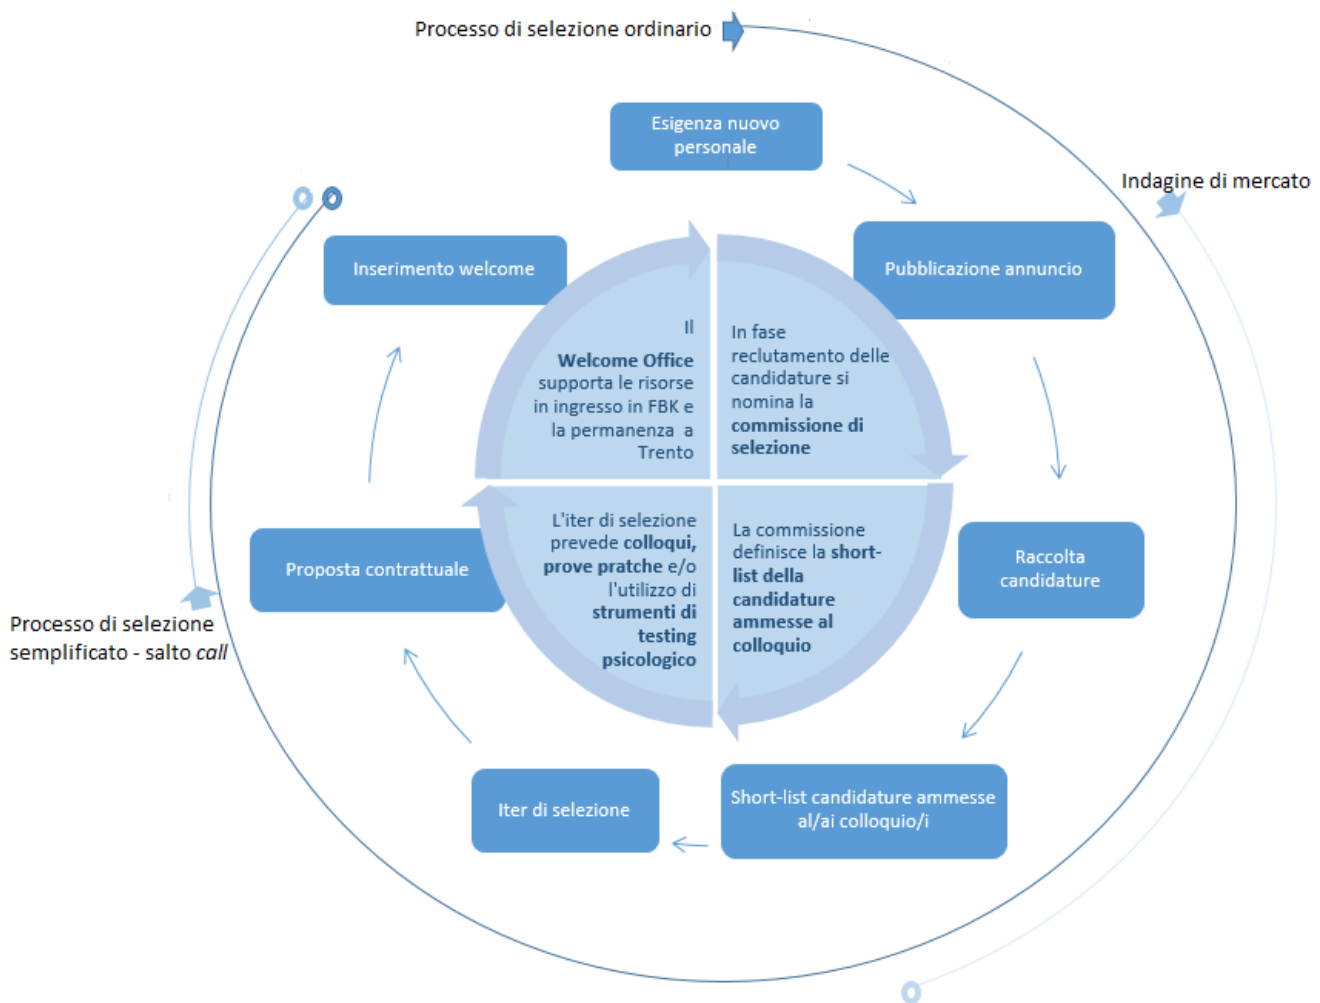 Processo di selezione ordinario
Esigenza nuovo
personale
Indagine di mercato
Pubblicazione annuncio
Inserimento welcome
Il
Welcome Office
supporta le risorse
in ingresso in FBK e
la permanenza a
Trento
In fase
reclutamento delle
candidature si
nomina la
commissione di
selezione
L'iter di selezione
prevede colloqui,
prove pratche e/o
l'utilizzo di
strumenti di
testing
psicologico
La commissione
definisce la short-
list della
candidature
ammesse al
colloquio
Raccolta
candidature
Proposta contrattuale
Processo di selezione
semplificato - salto call
Iter di selezione
Short-list candidature ammesse
al/ai colloquio/i